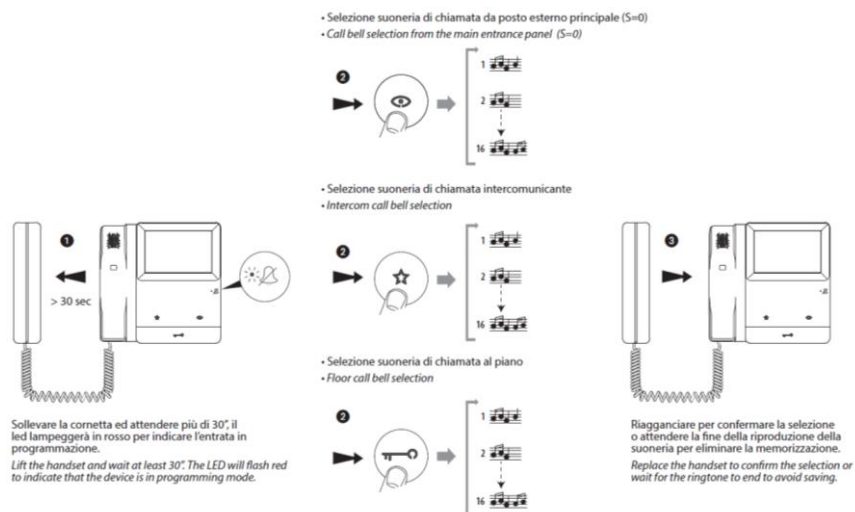 • Selezione suoneria di chiamata da posto esterno principale (S=0)
• Call bell selection from the main entrance panel (S=0)
2
1
2
16
• Selezione suoneria di chiamata intercomunicante
• Intercom call bell selection
1
> 30 sec
2
1
2
16
3
• Selezione suoneria di chiamata al piano
• Floor call bell selection
2
1
2
16
Sollevare la cornetta ed attendere più di 30”, il
led lampeggerà in rosso per indicare l’entrata in
programmazione.
Lift the handset and wait at least 30”. The LED will flash red
to indicate that the device is in programming mode.
Riagganciare per confermare la selezione
o attendere la fine della riproduzione della
suoneria per eliminare la memorizzazione.
Replace the handset to confirm the selection or
wait for the ringtone to end to avoid saving.